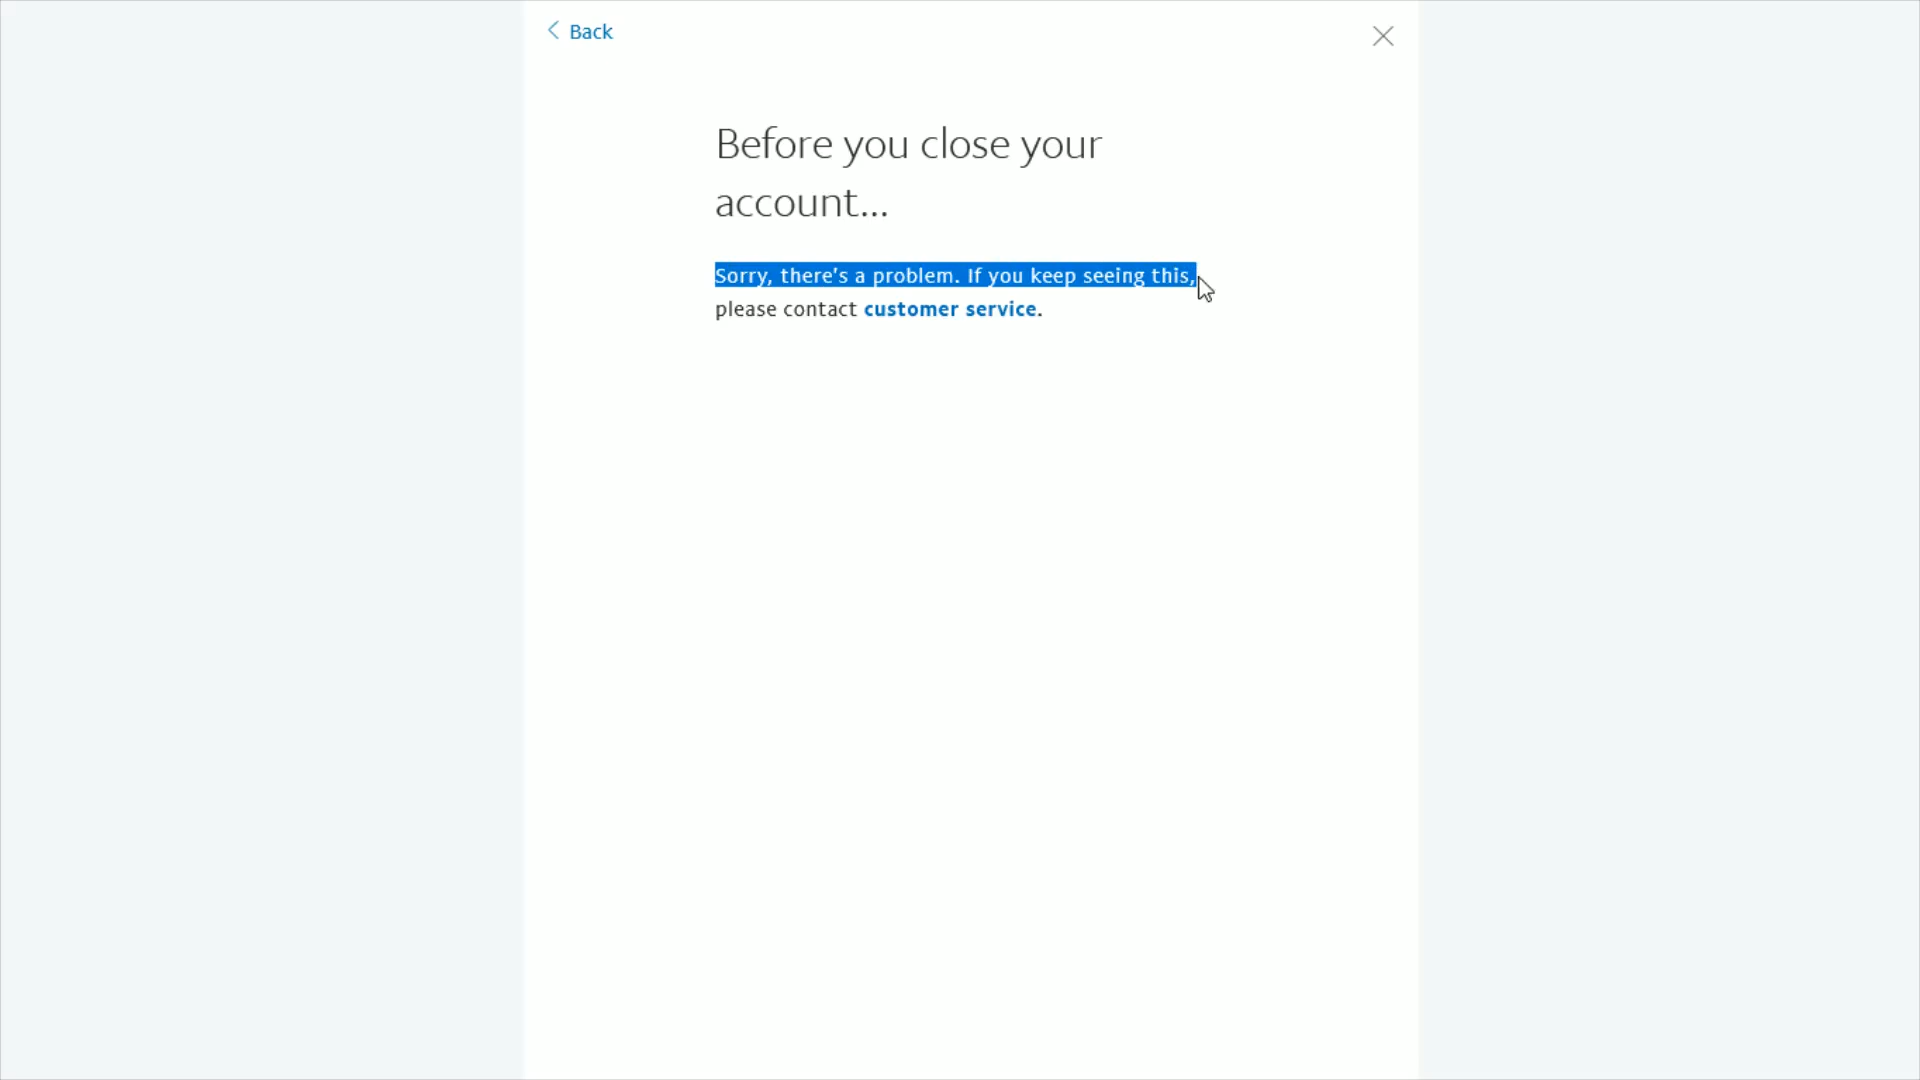 Back
Before you close your
account...
Sorry, there's a problem. If you keep seeing this,
please contact customer service.